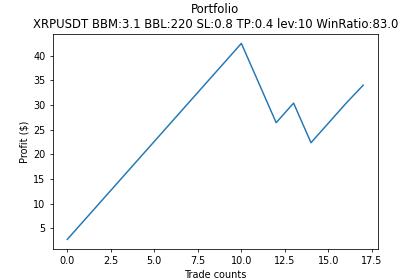 Portfolio
XRPUSDT BBM:3.1 BBL:220 SL:0.8 TP:0.4 lev:10 WinRatio:83.0
40
35
30
25
20
15
10
5
Profit ($)
0.0 2.5 5.0 7.5 10.0 12.5 15.0 17.5
Trade counts